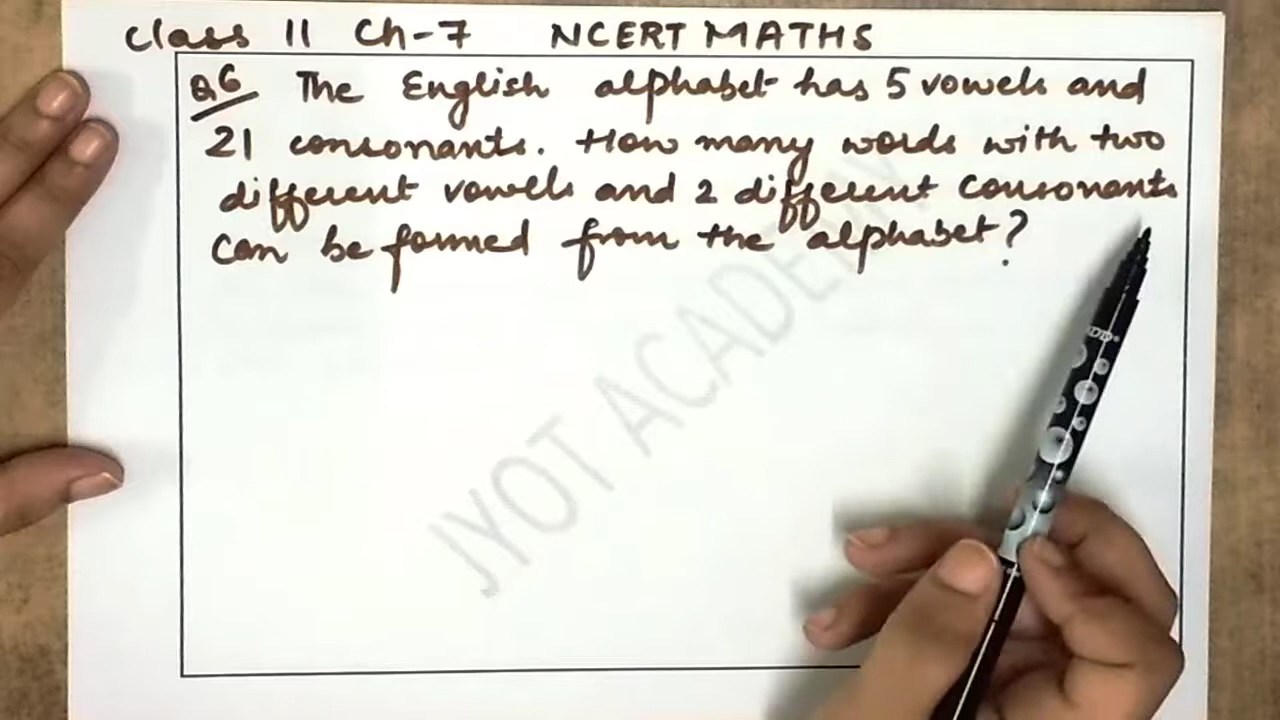 Class 11 Ch-7 NCERT MATHS
Q6 The English alphabet has 5 vowels and
21 consonants. How many words with two
different vowels and 2 different consonants
can be formed from the alphabet?
JYOT ACADEMY